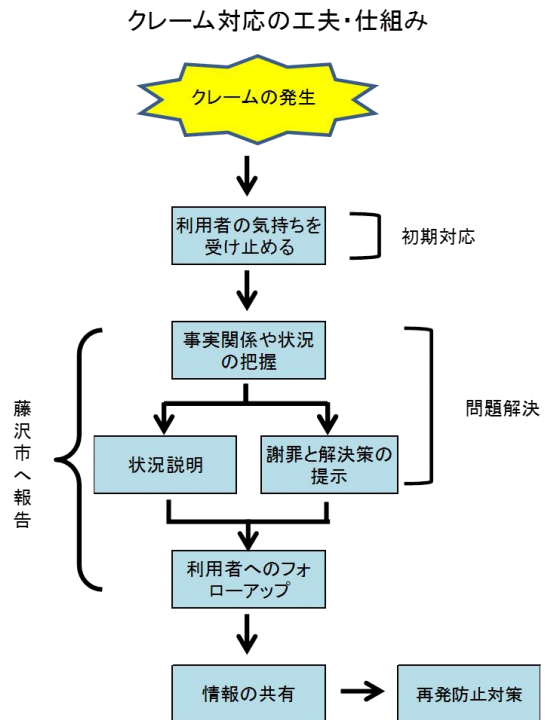 クレーム対応の工夫・仕組み
クレームの発生
利用者の気持ちを
受け止める
初期対応
事実関係や状況
の把握
藤沢市へ報告
問題解決
状況説明
謝罪と解決策の
提示
利用者へのフォ
ローアップ
情報の共有
再発防止対策